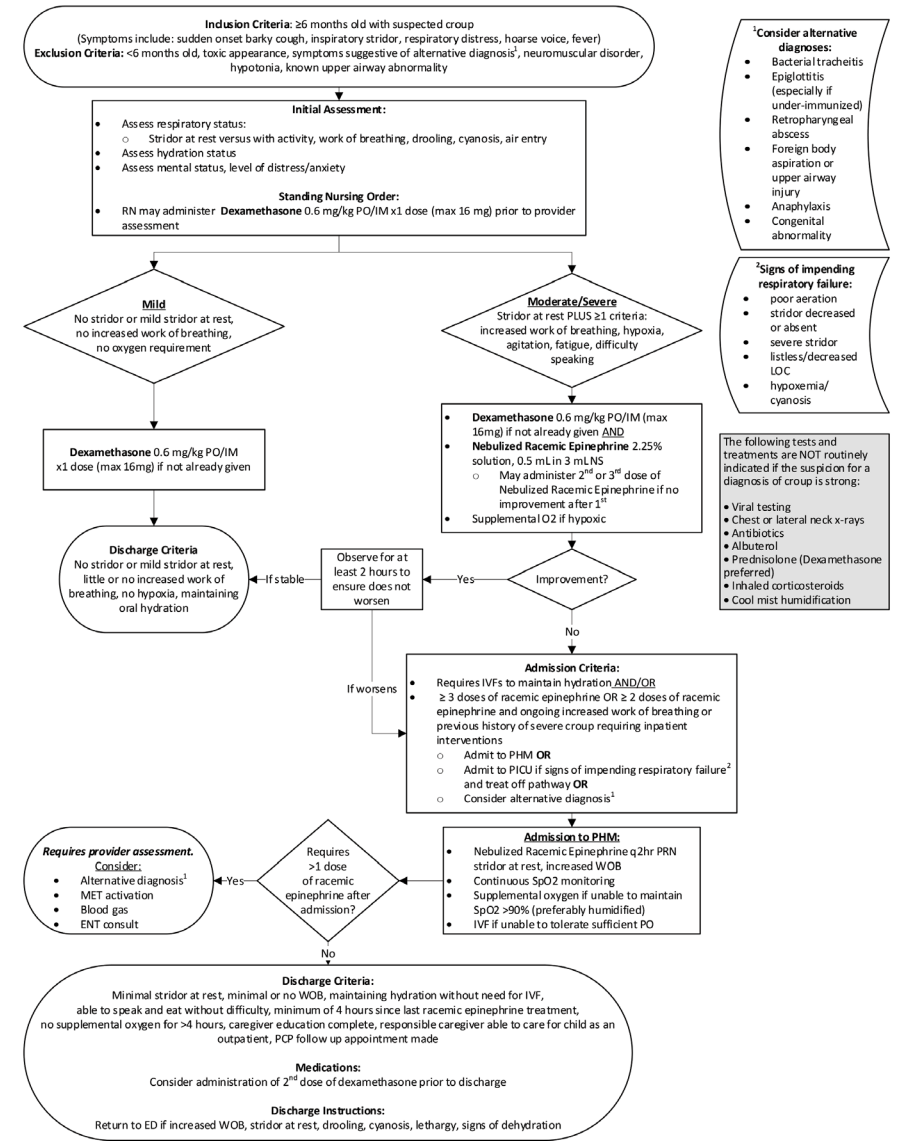 Inclusion Criteria: ≥6 months old with suspected croup
(Symptoms include: sudden onset barky cough, inspiratory stridor, respiratory distress, hoarse voice, fever)
Exclusion Criteria: <6 months old, toxic appearance, symptoms suggestive of alternative diagnosis1, neuromuscular disorder,
hypotonia, known upper airway abnormality
Initial Assessment:
• Assess respiratory status:
o Stridor at rest versus with activity, work of breathing, drooling, cyanosis, air entry
• Assess hydration status
• Assess mental status, level of distress/anxiety
Standing Nursing Order:
• RN may administer Dexamethasone 0.6 mg/kg PO/IM x1 dose (max 16 mg) prior to provider
assessment
1Consider alternative
diagnoses:
• Bacterial tracheitis
• Epiglottitis
(especially if
under-immunized)
• Retropharyngeal
abscess
• Foreign body
aspiration or
upper airway
injury
• Anaphylaxis
• Congenital
abnormality
2Signs of impending
respiratory failure:
• poor aeration
• stridor decreased
or absent
• severe stridor
• listless/decreased
LOC
• hypoxemia/
cyanosis
Mild
No stridor or mild stridor at rest,
no increased work of breathing,
no oxygen requirement
Moderate/Severe
Stridor at rest PLUS ≥1 criteria:
increased work of breathing, hypoxia,
agitation, fatigue, difficulty
speaking
Dexamethasone 0.6 mg/kg PO/IM
x1 dose (max 16mg) if not already given
• Dexamethasone 0.6 mg/kg PO/IM (max
16mg) if not already given AND
• Nebulized Racemic Epinephrine 2.25%
solution, 0.5 mL in 3 mL NS
o May administer 2nd or 3rd dose of
Nebulized Racemic Epinephrine if no
improvement after 1st
• Supplemental O2 if hypoxic
The following tests and
treatments are NOT routinely
indicated if the suspicion for a
diagnosis of croup is strong:
• Viral testing
• Chest or lateral neck x-rays
• Antibiotics
• Albuterol
• Prednisolone (Dexamethasone
preferred)
• Inhaled corticosteroids
• Cool mist humidification
Discharge Criteria
No stridor or mild stridor at rest,
little or no increased work of
breathing, no hypoxia, maintaining
oral hydration
If stable
Observe for at
least 2 hours to
ensure does not
worsen
Yes
Improvement?
No
If worsens
Admission Criteria:
• Requires IVFs to maintain hydration AND/OR
• ≥ 3 doses of racemic epinephrine OR ≥ 2 doses of racemic
epinephrine and ongoing increased work of breathing or
previous history of severe croup requiring inpatient
interventions
o Admit to PHM OR
o Admit to PICU if signs of impending respiratory failure2
and treat off pathway OR
o Consider alternative diagnosis1
Admission to PHM:
• Nebulized Racemic Epinephrine q2hr PRN
stridor at rest, increased WOB
• Continuous SpO2 monitoring
• Supplemental oxygen if unable to maintain
SpO2 >90% (preferably humidified)
• IVF if unable to tolerate sufficient PO
Requires
>1 dose
of racemic
epinephrine after
admission?
Yes
Requires provider assessment.
Consider:
• Alternative diagnosis1
• MET activation
• Blood gas
• ENT consult
No
Discharge Criteria:
Minimal stridor at rest, minimal or no WOB, maintaining hydration without need for IVF,
able to speak and eat without difficulty, minimum of 4 hours since last racemic epinephrine treatment,
no supplemental oxygen for >4 hours, caregiver education complete, responsible caregiver able to care for child as an
outpatient, PCP follow up appointment made
Medications:
Consider administration of 2nd dose of dexamethasone prior to discharge
Discharge Instructions:
Return to ED if increased WOB, stridor at rest, drooling, cyanosis, lethargy, signs of dehydration